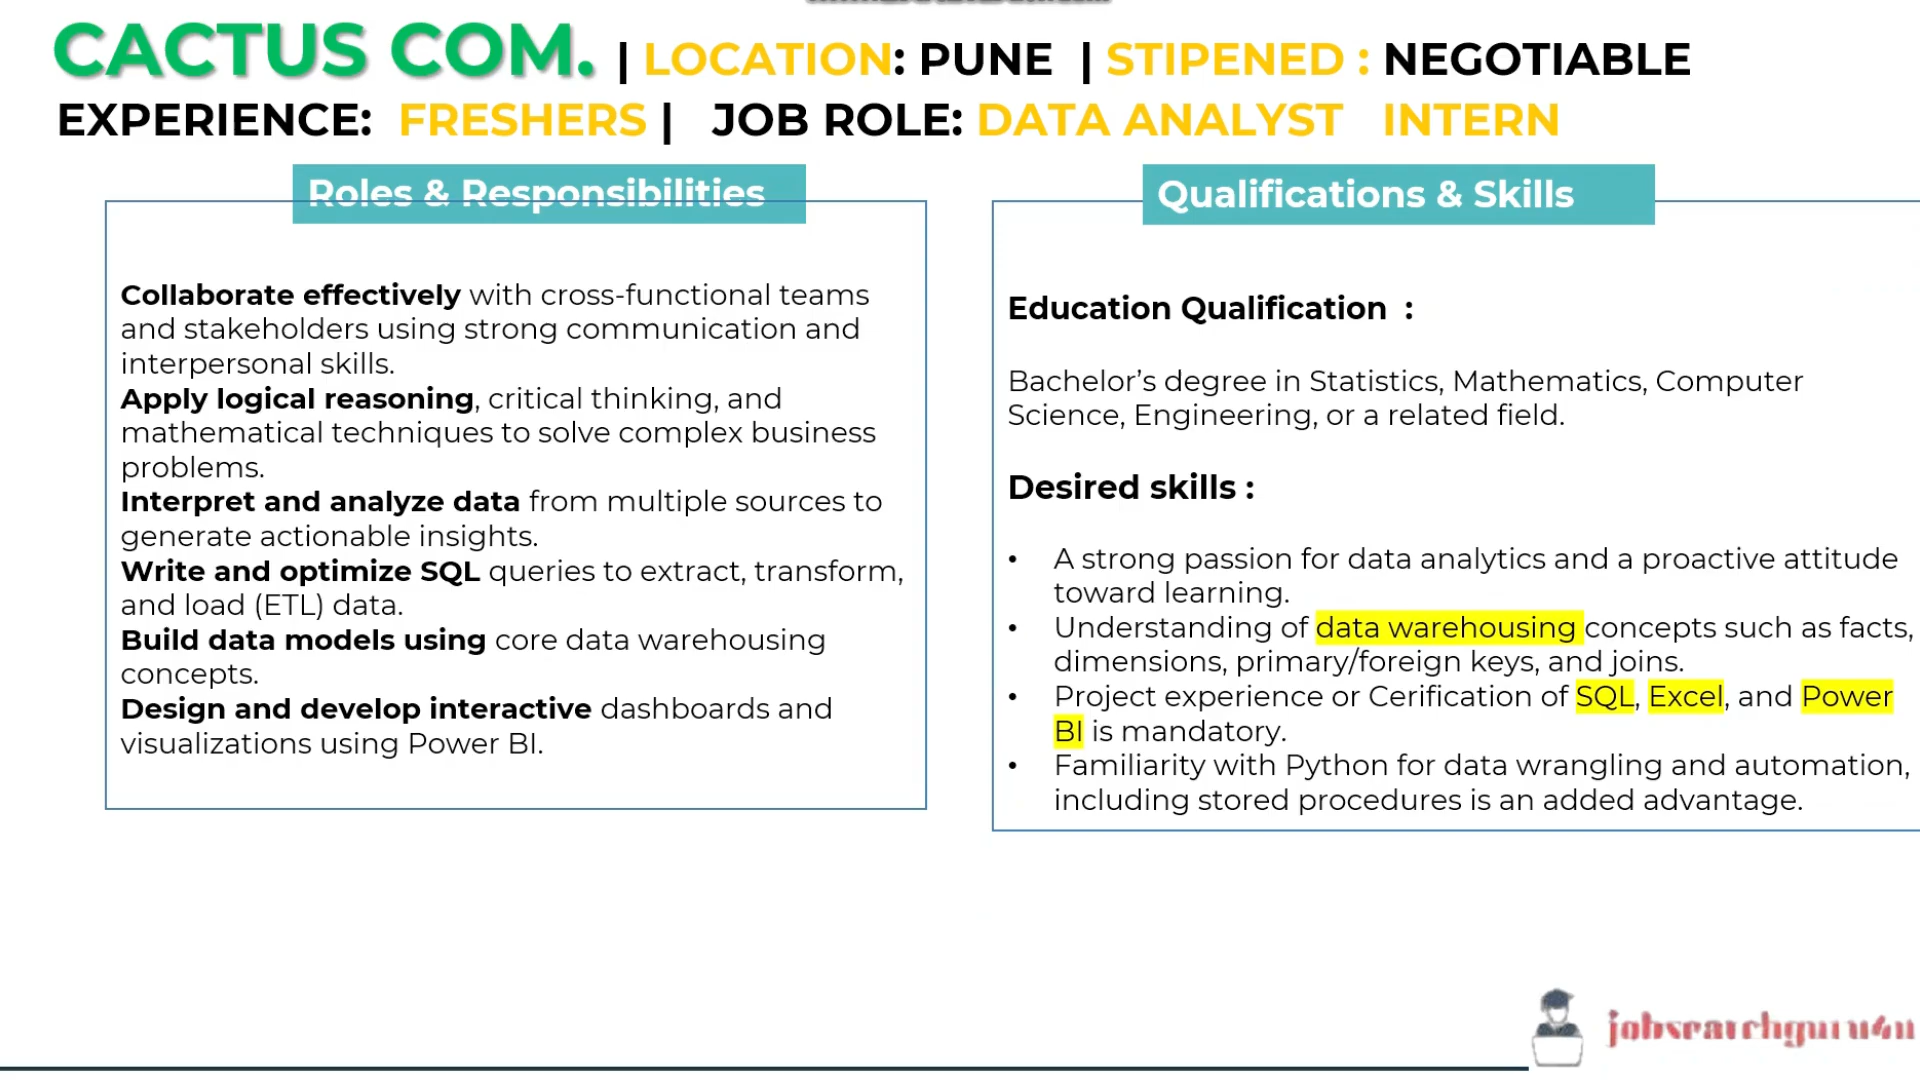 CACTUS COM. | LOCATION: PUNE | STIPENED : NEGOTIABLE
EXPERIENCE: FRESHERS | JOB ROLE: DATA ANALYST INTERN
Roles & Responsibilities
Collaborate effectively with cross-functional teams
and stakeholders using strong communication and
interpersonal skills.
Apply logical reasoning, critical thinking, and
mathematical techniques to solve complex business
problems.
Interpret and analyze data from multiple sources to
generate actionable insights.
Write and optimize SQL queries to extract, transform,
and load (ETL) data.
Build data models using core data warehousing
concepts.
Design and develop interactive dashboards and
visualizations using Power BI.
Qualifications & Skills
Education Qualification :
Bachelor’s degree in Statistics, Mathematics, Computer
Science, Engineering, or a related field.
Desired skills :
• A strong passion for data analytics and a proactive attitude
toward learning.
• Understanding of data warehousing concepts such as facts,
dimensions, primary/foreign keys, and joins.
• Project experience or Cerification of SQL, Excel, and Power
BI is mandatory.
• Familiarity with Python for data wrangling and automation,
including stored procedures is an added advantage.
jobsearchguru4u